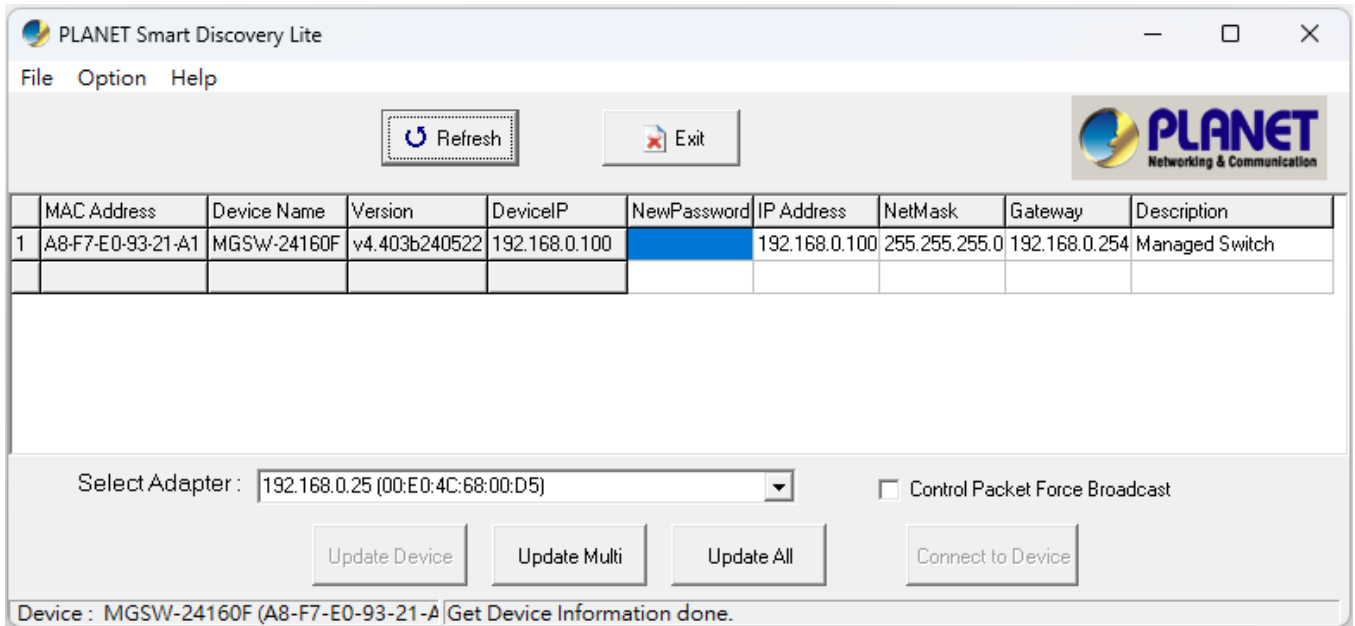 PLANET Smart Discovery Lite
File Option Help
Refresh Exit PLANET
Networking & Communication
MAC Address Device Name Version DeviceIP NewPassword IP Address NetMask Gateway Description
1 A8-F7-E0-93-21-A1 MGSW-24160F v4.403b240522 192.168.0.100 192.168.0.100 255.255.255.0 192.168.0.254 Managed Switch
Select Adapter : 192.168.0.25 (00:E0:4C:68:00:D5) Control Packet Force Broadcast
Update Device Update Multi Update All Connect to Device
Device : MGSW-24160F (A8-F7-E0-93-21-A Get Device Information done.